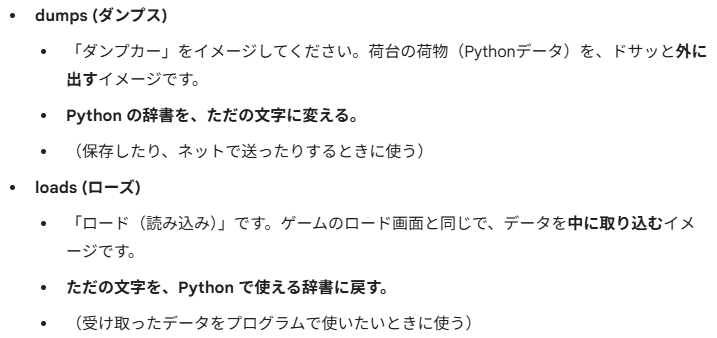 • dumps (ダンプス)
• 「ダンプカー」をイメージしてください。荷台の荷物（Pythonデータ）を、ドサッと外に
出すイメージです。
• Python の辞書を、ただの文字に変える。
• （保存したり、ネットで送ったりするときに使う）
• loads (ローズ)
• 「ロード（読み込み）」です。ゲームのロード画面と同じで、データを中に取り込むイメ
ージです。
• ただの文字を、Python で使える辞書に戻す。
• （受け取ったデータをプログラムで使いたいときに使う）